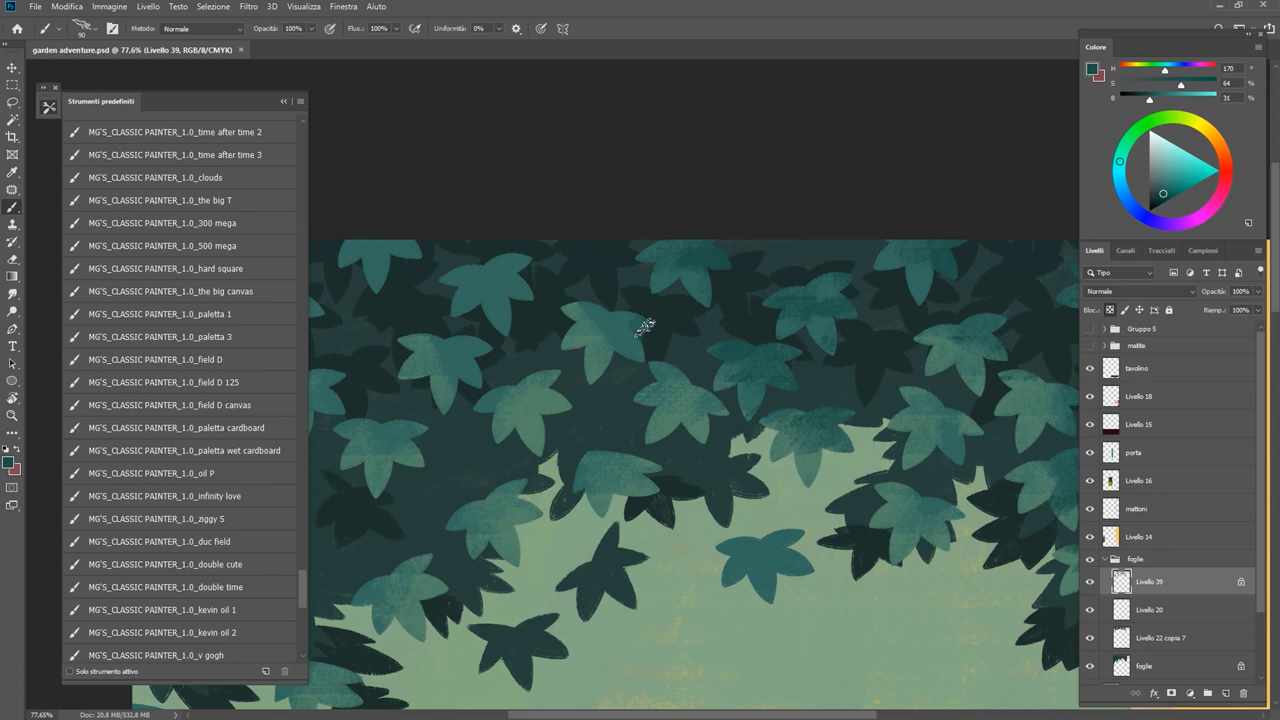 File Modifica Immagine Livello Testo Selezione Filtro 3D Visualizza Finestra Aiuto
90 Metodo: Normale Opacità: 100% Flus.: 100% Uniformità: 0%
garden adventure.psd @ 77,6% (Livello 39, RGB/8/CMYK)
Strumenti predefiniti
MG'S_CLASSIC PAINTER_1.0_time after time 2
MG'S_CLASSIC PAINTER_1.0_time after time 3
MG'S_CLASSIC PAINTER_1.0_clouds
MG'S_CLASSIC PAINTER_1.0_the big T
MG'S_CLASSIC PAINTER_1.0_300 mega
MG'S_CLASSIC PAINTER_1.0_500 mega
MG'S_CLASSIC PAINTER_1.0_hard square
MG'S_CLASSIC PAINTER_1.0_the big canvas
MG'S_CLASSIC PAINTER_1.0_paletta 1
MG'S_CLASSIC PAINTER_1.0_paletta 3
MG'S_CLASSIC PAINTER_1.0_field D
MG'S_CLASSIC PAINTER_1.0_field D 125
MG'S_CLASSIC PAINTER_1.0_field D canvas
MG'S_CLASSIC PAINTER_1.0_paletta cardboard
MG'S_CLASSIC PAINTER_1.0_paletta wet cardboard
MG'S_CLASSIC PAINTER_1.0_oil P
MG'S_CLASSIC PAINTER_1.0_infinity love
MG'S_CLASSIC PAINTER_1.0_ziggy S
MG'S_CLASSIC PAINTER_1.0_duc field
MG'S_CLASSIC PAINTER_1.0_double cute
MG'S_CLASSIC PAINTER_1.0_double time
MG'S_CLASSIC PAINTER_1.0_kevin oil 1
MG'S_CLASSIC PAINTER_1.0_kevin oil 2
MG'S_CLASSIC PAINTER_1.0_v gogh
Solo strumento attivo
Colore
H 170 °
S 64 %
B 31 %
Livelli Canali Tracciati Campioni
Tipo
Normale Opacità: 100%
Bloc.: Riemp.: 100%
Gruppo 5
matite
tavolino
Livello 18
Livello 15
porta
Livello 16
mattoni
Livello 14
foglie
Livello 39
Livello 20
Livello 22 copia 7
foglie
77,65% Doc: 20,8 MB/532,8 MB